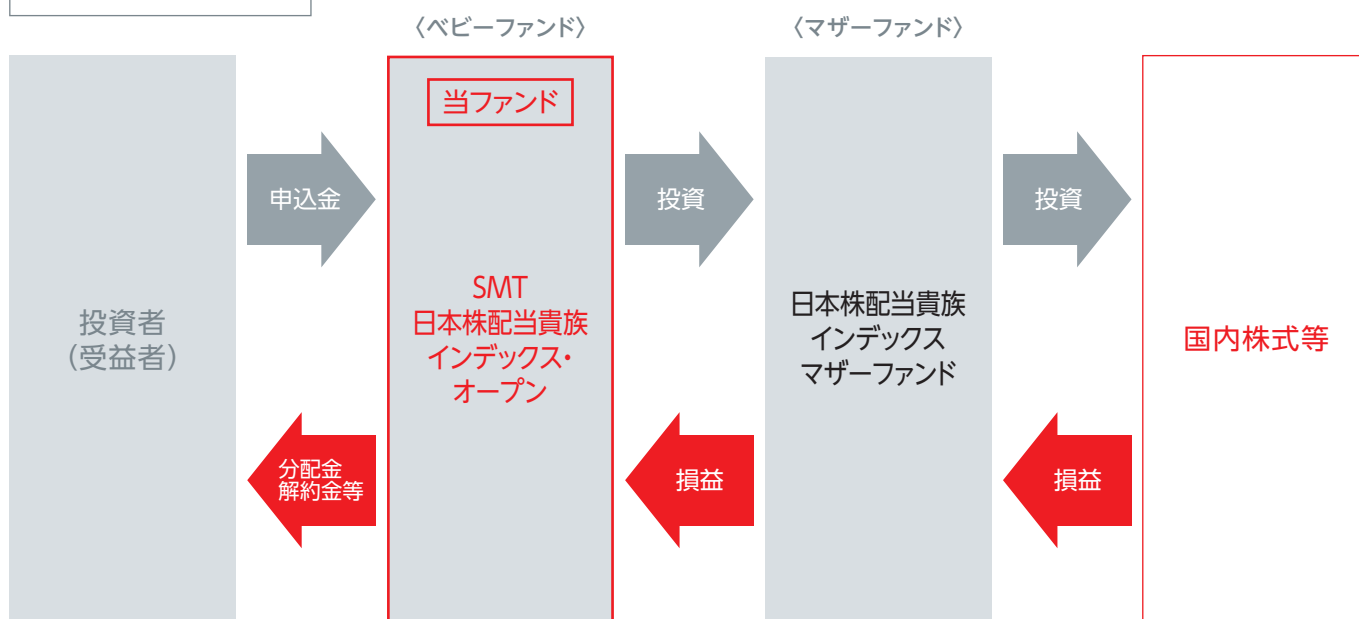 〈ベビーファンド〉
〈マザーファンド〉
当ファンド
申込金
投資
投資
投資者
(受益者)
SMT
日本株配当貴族
インデックス・
オープン
日本株配当貴族
インデックス
マザーファンド
国内株式等
分配金
解約金等
損益
損益